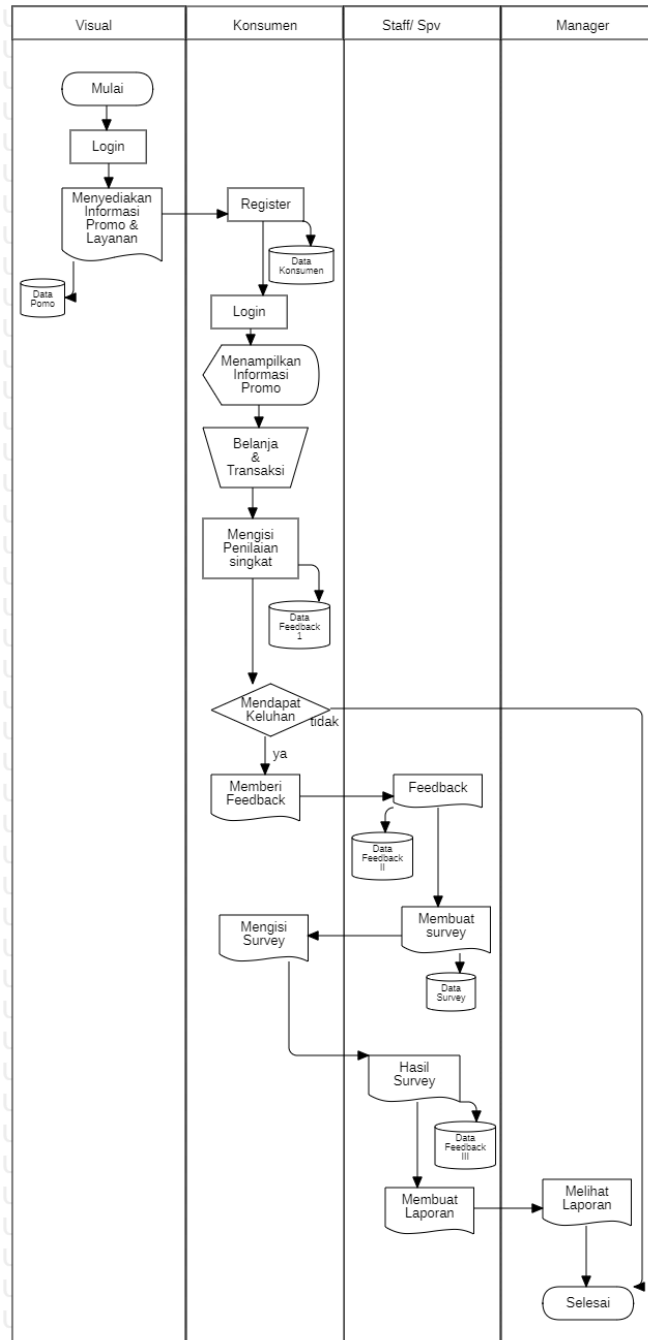 Visual
Konsumen
Staff/ Spv
Manager
Mulai
Login
Menyediakan
Informasi
Promo &
Layanan
Data
Pomo
Register
Data
Konsumen
Login
Menampilkan
Informasi
Promo
Belanja
&
Transaksi
Mengisi
Penilaian
singkat
Data
Feedback
1
Mendapat
Keluhan
tidak
ya
Memberi
Feedback
Feedback
Data
Feedback
II
Membuat
survey
Data
Survey
Mengisi
Survey
Hasil
Survey
Data
Feedback
III
Membuat
Laporan
Melihat
Laporan
Selesai